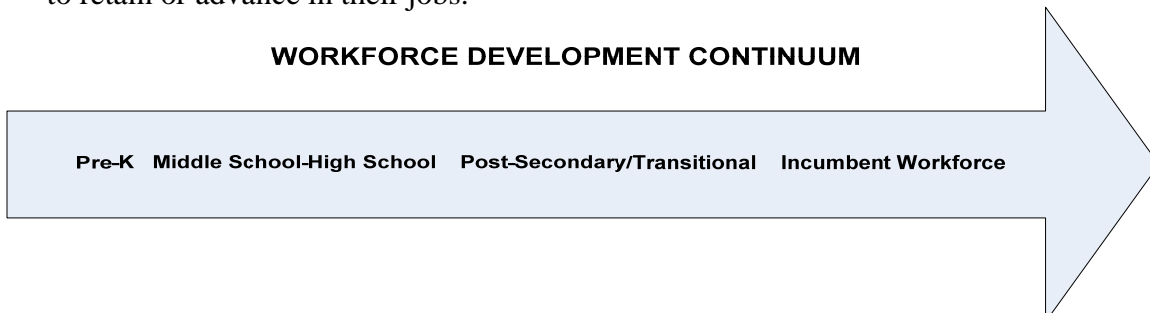 to retain or advance in their jobs.
WORKFORCE DEVELOPMENT CONTINUUM
Pre-K Middle School-High School Post-Secondary/Transitional Incumbent Workforce